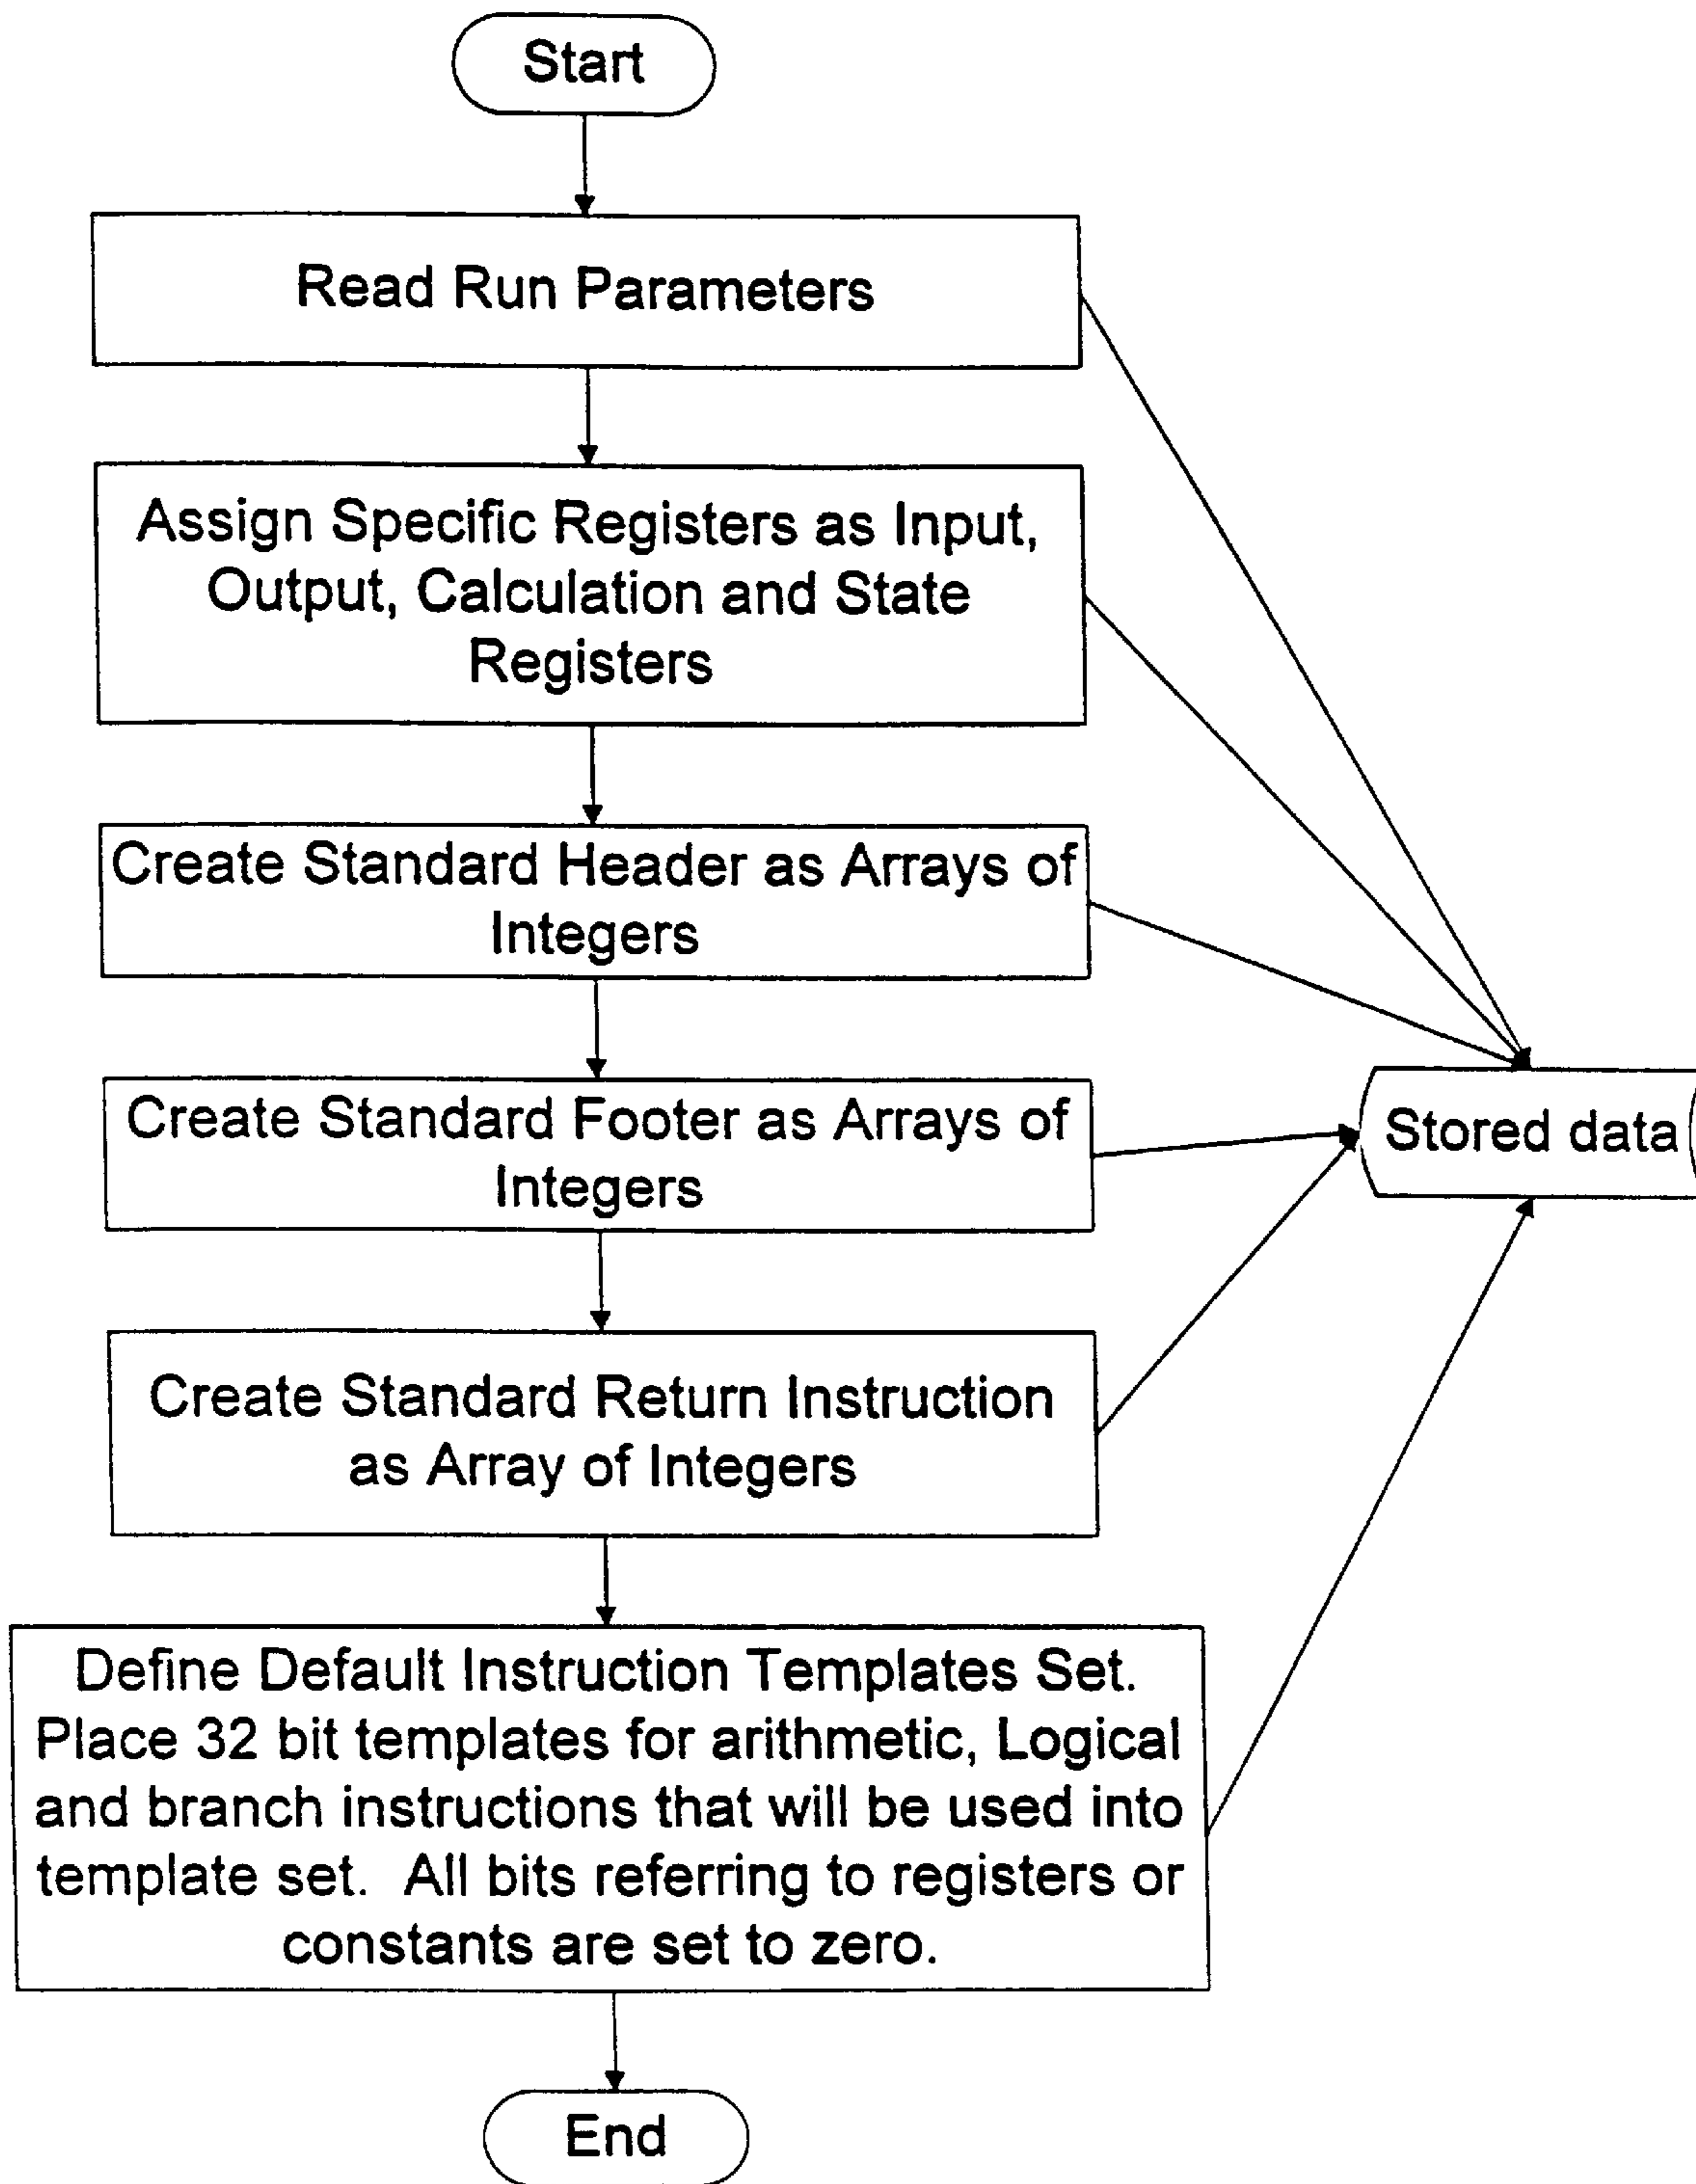 Start
Read Run Parameters
Assign Specific Registers as Input,
Output, Calculation and State
Registers
Create Standard Header as Arrays of
Integers
Create Standard Footer as Arrays of
Integers
Stored data
Create Standard Return Instruction
as Array of Integers
Define Default Instruction Templates Set.
Place 32 bit templates for arithmetic, Logical
and branch instructions that will be used into
template set.  All bits referring to registers or
constants are set to zero.
End